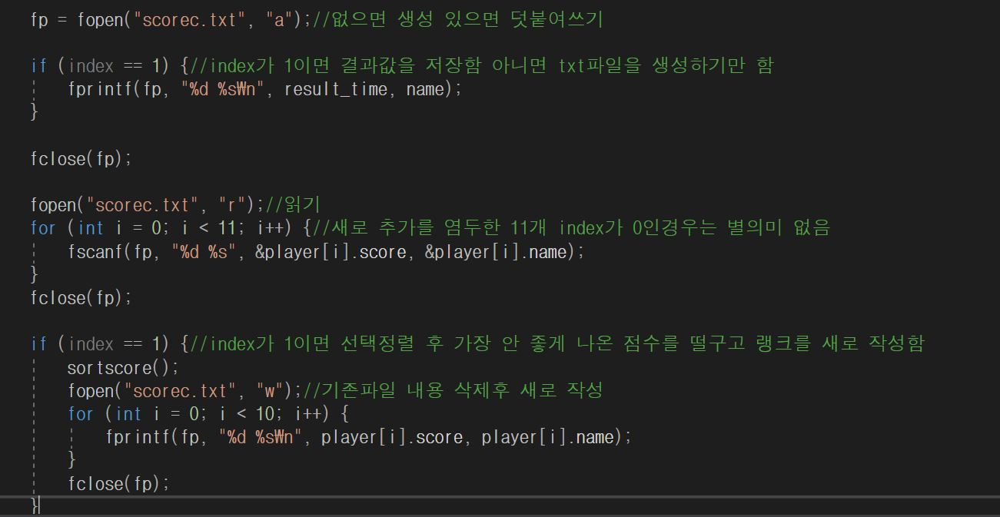 fp = fopen("scorec.txt", "a");//없으면 생성 있으면 덧붙여쓰기
if (index == 1) {//index가 1이면 결과값을 저장함 아니면 txt파일을 생성하기만 함
fprintf(fp, "%d %s₩n", result_time, name);
}
fclose(fp);
fopen("scorec.txt", "r");//읽기
for (int i = 0; i < 11; i++) {//새로 추가를 염두한 11개 index가 0인경우는 별의미 없음
fscanf(fp, "%d %s", &player[i].score, &player[i].name);
}
fclose(fp);
if (index == 1) {//index가 1이면 선택정렬 후 가장 안 좋게 나온 점수를 떨구고 랭크를 새로 작성함
sortscore();
fopen("scorec.txt", "w");//기존파일 내용 삭제후 새로 작성
for (int i = 0; i < 10; i++) {
fprintf(fp, "%d %s₩n", player[i].score, player[i].name);
}
fclose(fp);
}